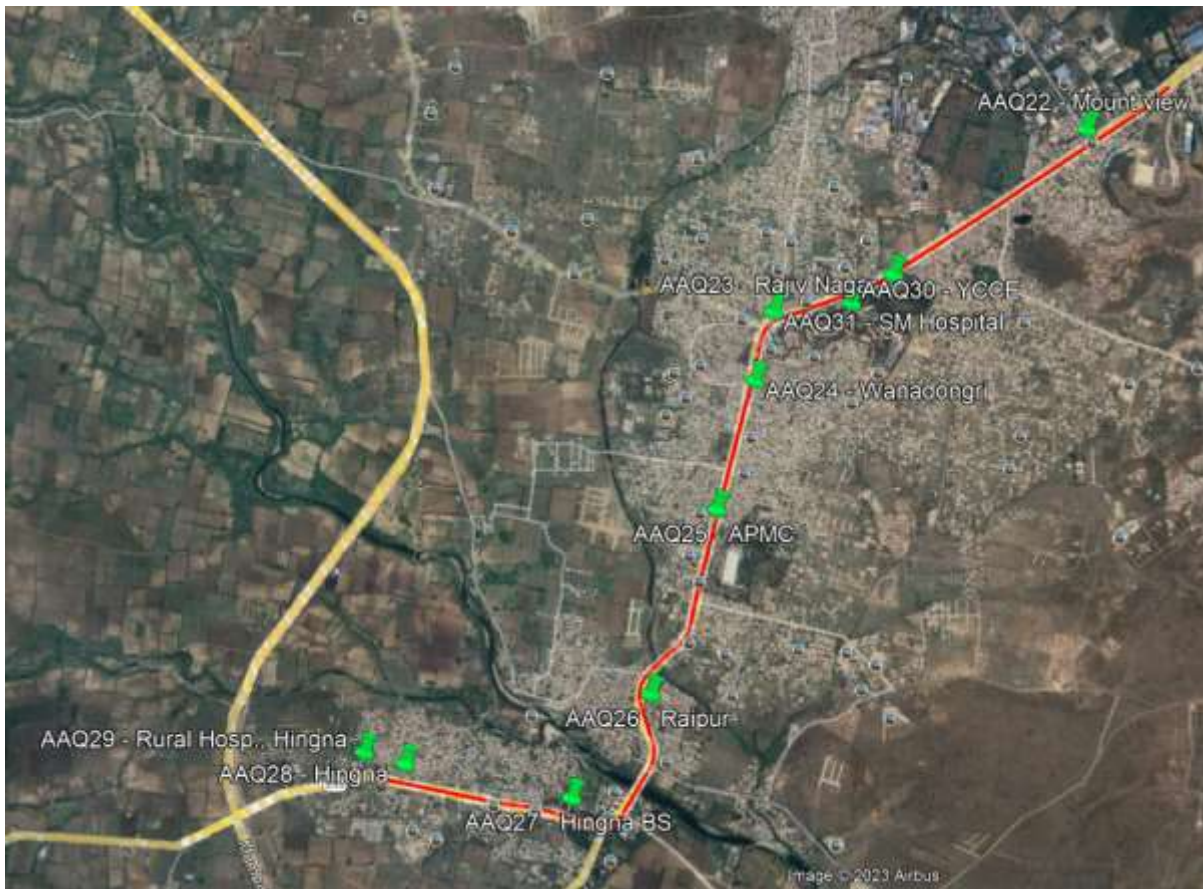 AAQ22 - Mount view
AAQ23 - Rajiv Naga
AAQ30 - YCCE
AAQ31 - SM Hospital
AAQ24 - Wanadongri
AAQ25 - APMC
AAQ26 - Raipur
AAQ29 - Rural Hosp., Hingna
AAQ28 - Hingna
AAQ27 - Hingna BS
Image © 2023 Airbus